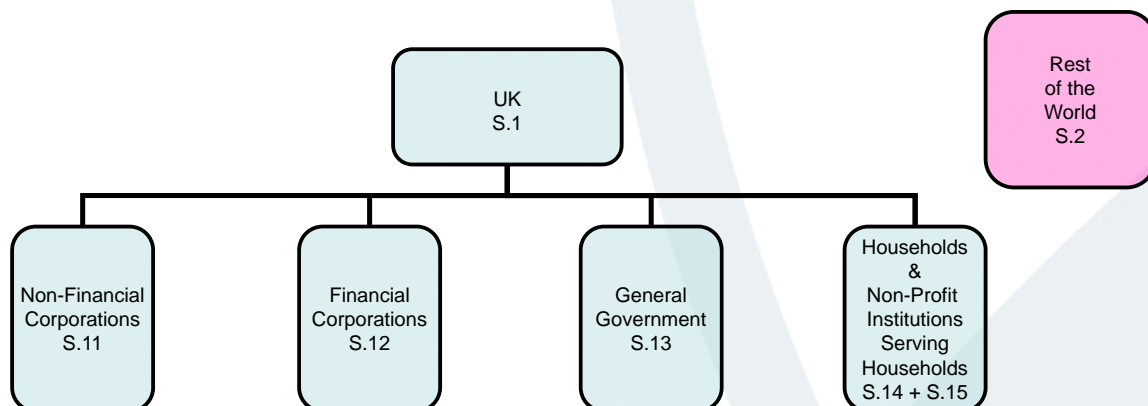 UK
S.1
Rest
of the
World
S.2
Non-Financial
Corporations
S.11
Financial
Corporations
S.12
General
Government
S.13
Households
&
Non-Profit
Institutions
Serving
Households
S.14 + S.15